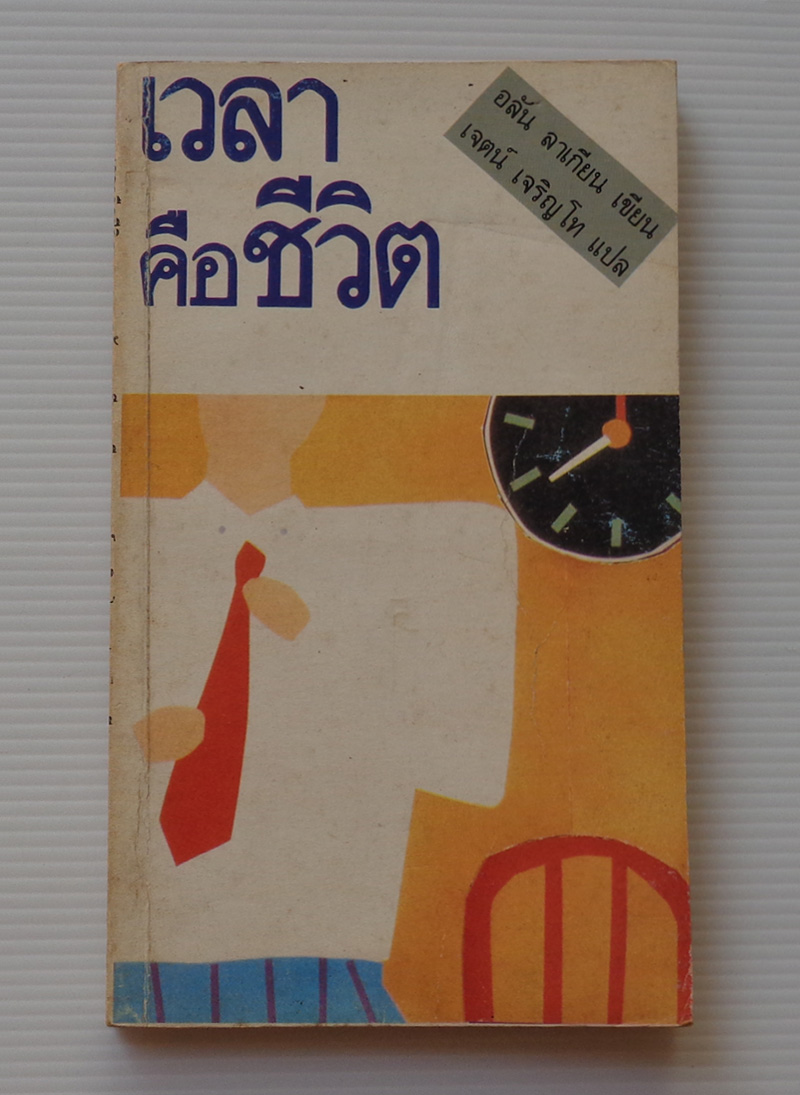 เวลา
คือชีวิต
อลัน ลาเกียน เขียน
เจตน์ เจริญโท แปล